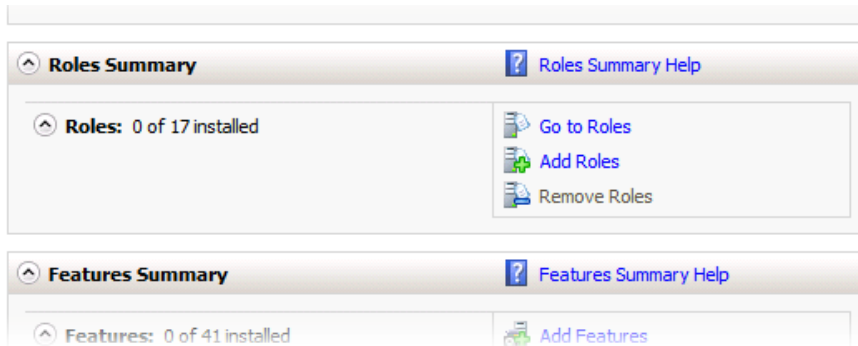 Roles Summary
Roles Summary Help
Roles: 0 of 17 installed
Go to Roles
Add Roles
Remove Roles
Features Summary
Features Summary Help
Features: 0 of 41 installed
Add Features